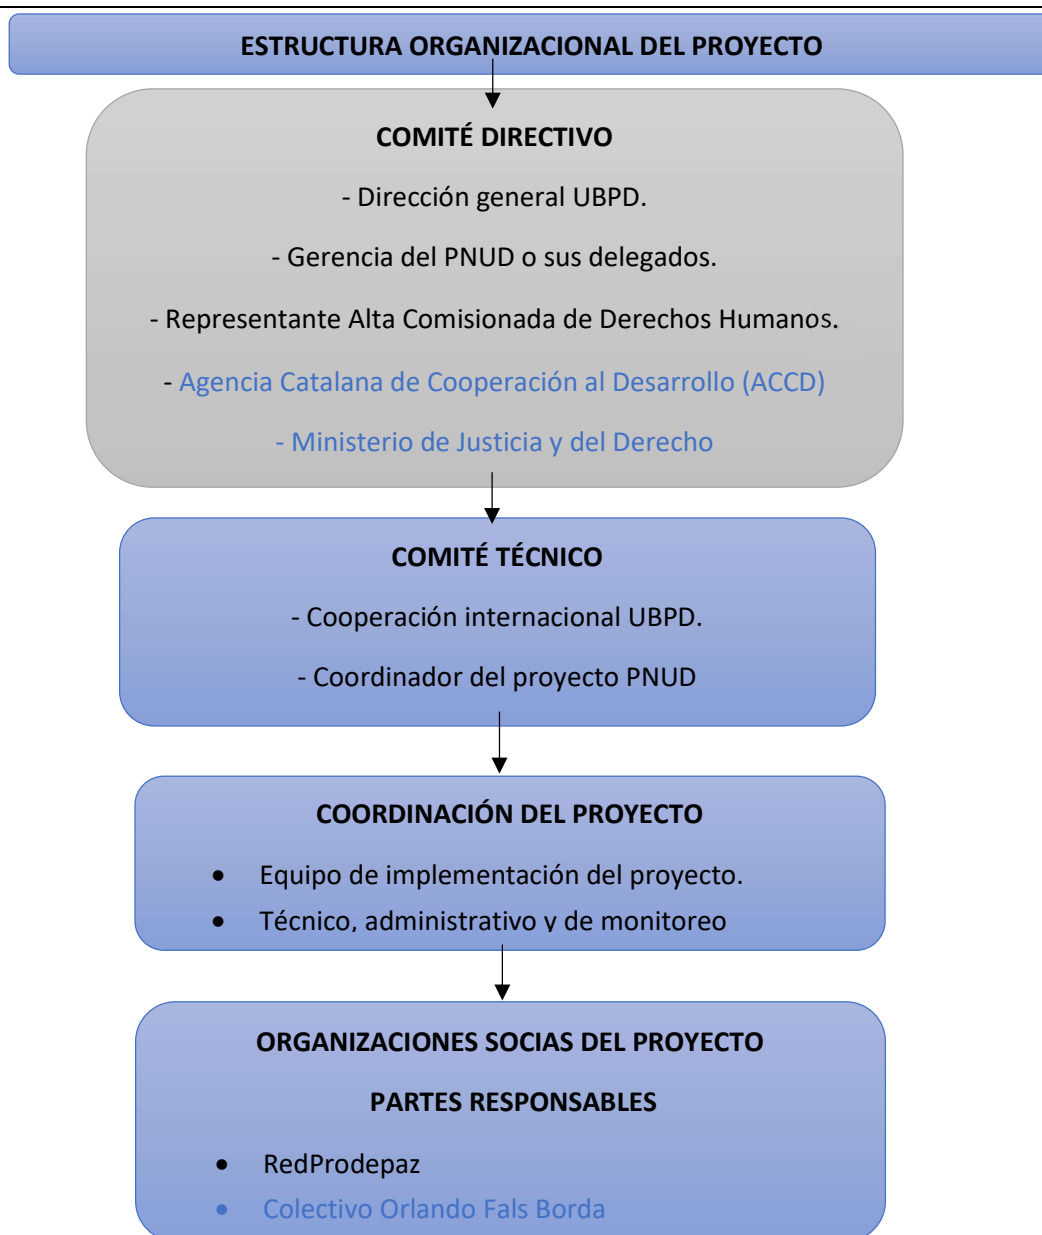 ESTRUCTURA ORGANIZACIONAL DEL PROYECTO
COMITÉ DIRECTIVO
- Dirección general UBPD.
- Gerencia del PNUD o sus delegados.
- Representante Alta Comisionada de Derechos Humanos.
- Agencia Catalana de Cooperación al Desarrollo (ACCD)
- Ministerio de Justicia y del Derecho
COMITÉ TÉCNICO
- Cooperación internacional UBPD.
- Coordinador del proyecto PNUD
COORDINACIÓN DEL PROYECTO
• Equipo de implementación del proyecto.
• Técnico, administrativo y de monitoreo
ORGANIZACIONES SOCIAS DEL PROYECTO
PARTES RESPONSABLES
• RedProdepaz
• Colectivo Orlando Fals Borda